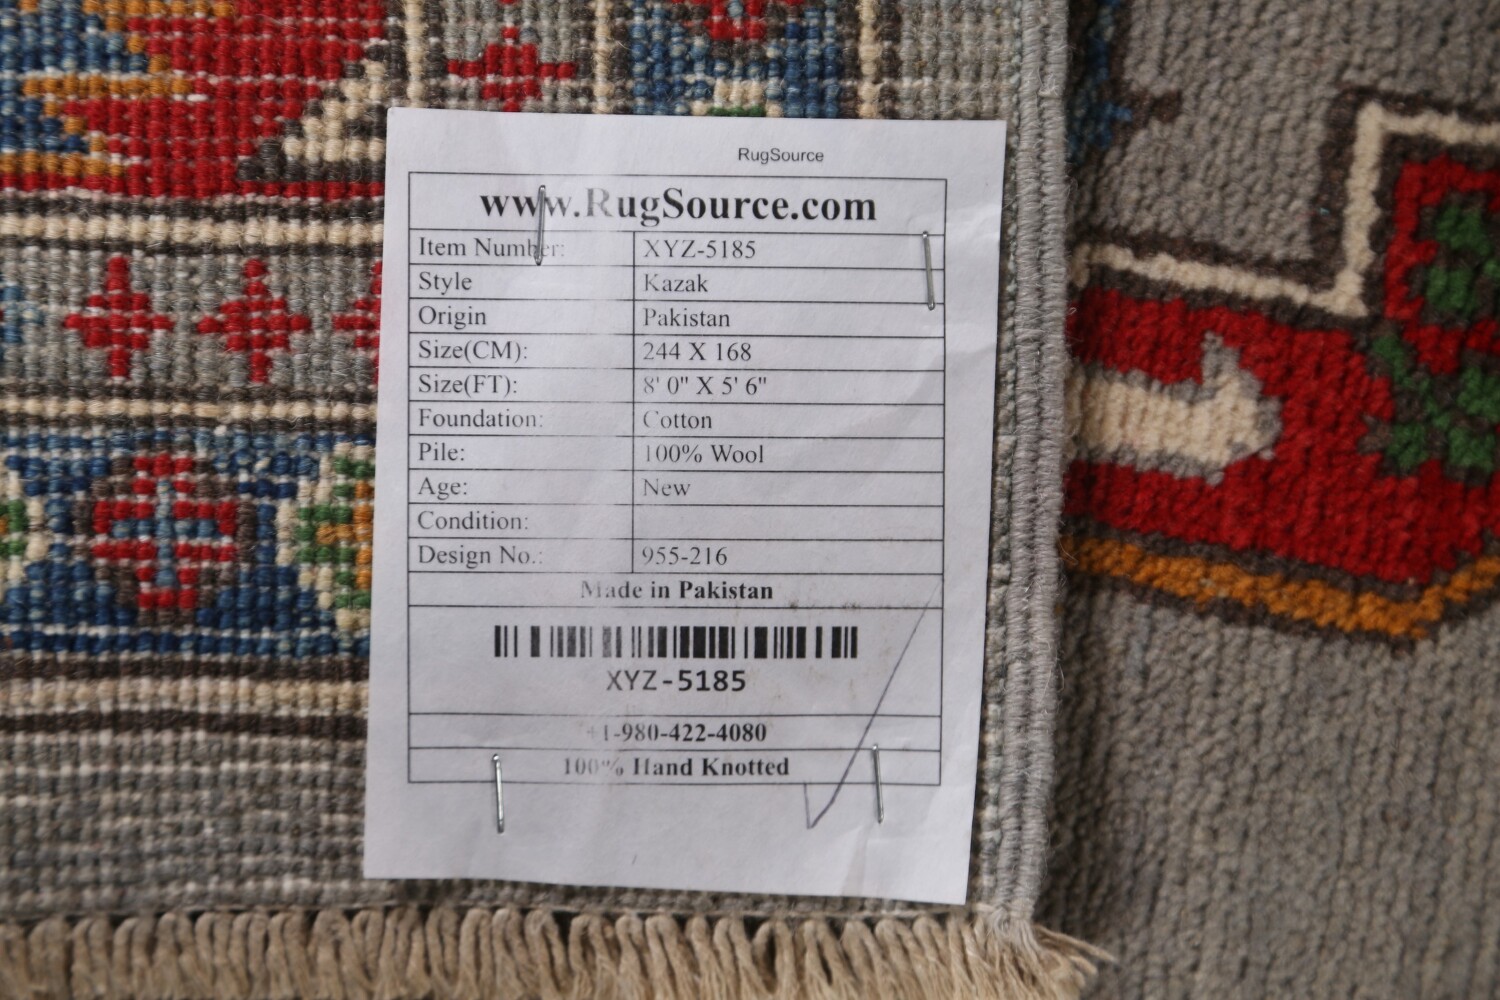 RugSource
www.RugSource.com
Item Number: XYZ-5185
Style Kazak
Origin Pakistan
Size(CM): 244 X 168
Size(FT): 8' 0" X 5' 6"
Foundation: Cotton
Pile: 100% Wool
Age: New
Condition:
Design No.: 955-216
Made in Pakistan
XYZ-5185
+1-980-422-4080
100% Hand Knotted